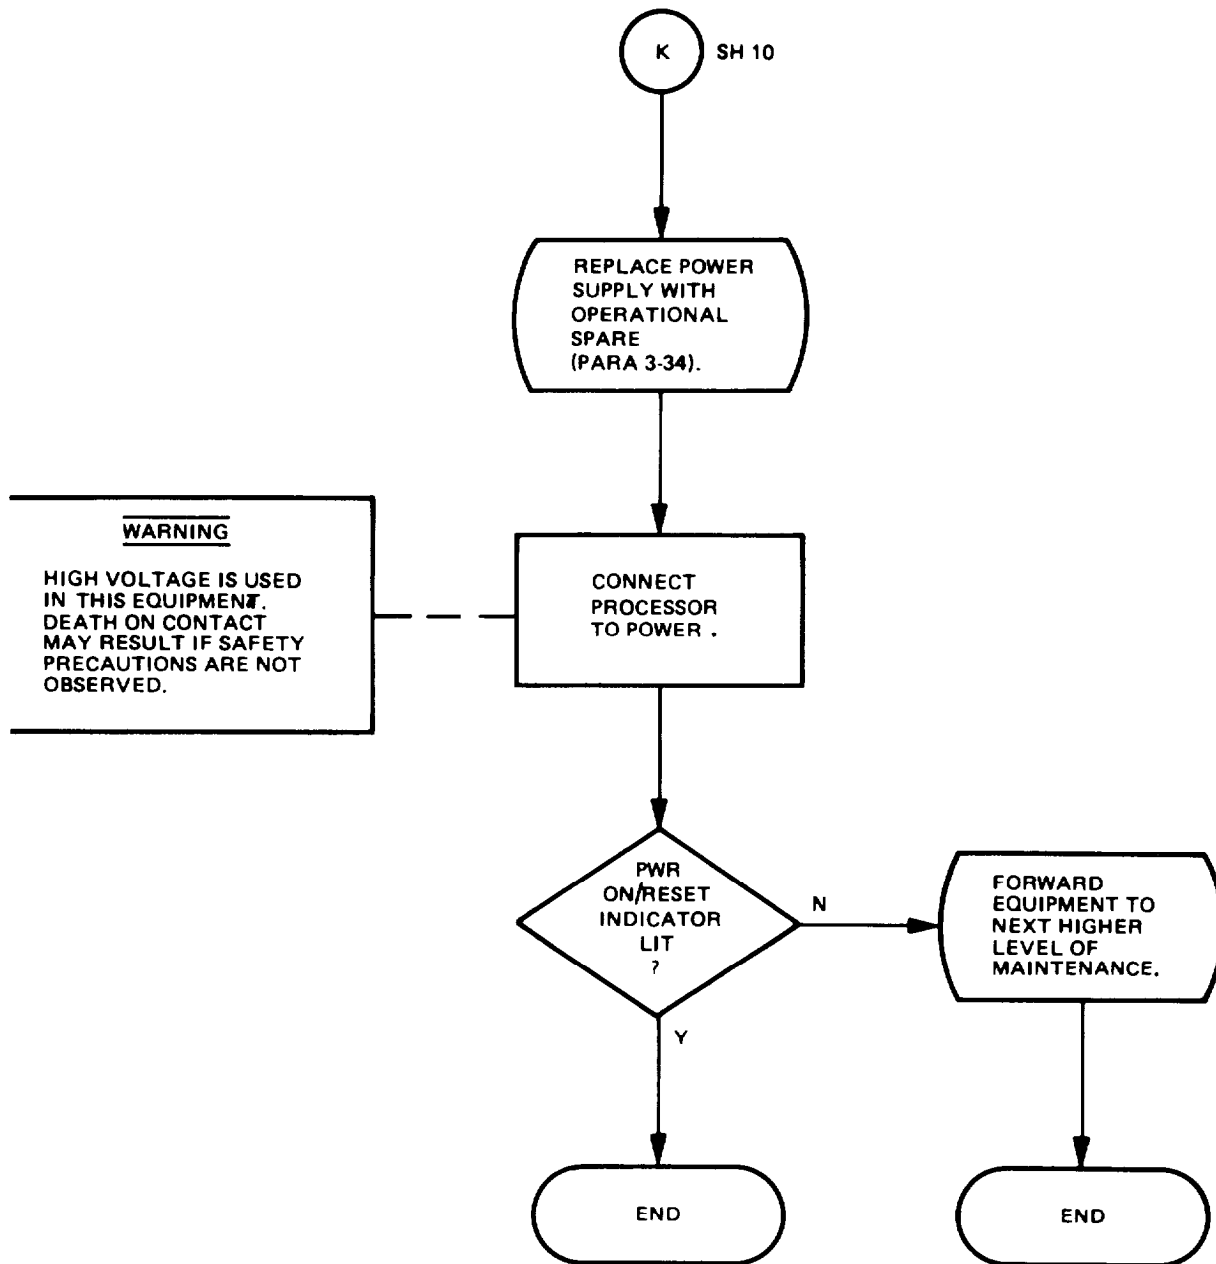 K SH 10
REPLACE POWER
SUPPLY WITH
OPERATIONAL
SPARE
(PARA 3-34).
WARNING
HIGH VOLTAGE IS USED
IN THIS EQUIPMENT.
DEATH ON CONTACT
MAY RESULT IF SAFETY
PRECAUTIONS ARE NOT
OBSERVED.
CONNECT
PROCESSOR
TO POWER .
PWR
ON/RESET
INDICATOR
LIT
?
N
FORWARD
EQUIPMENT TO
NEXT HIGHER
LEVEL OF
MAINTENANCE.
Y
END
END